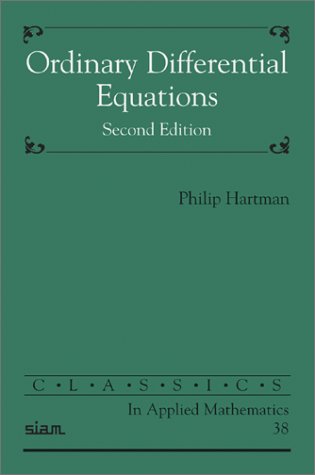 Ordinary Differential
Equations
Second Edition
Philip Hartman
C • L • A • S • S • I • C • S
In Applied Mathematics
siam
38